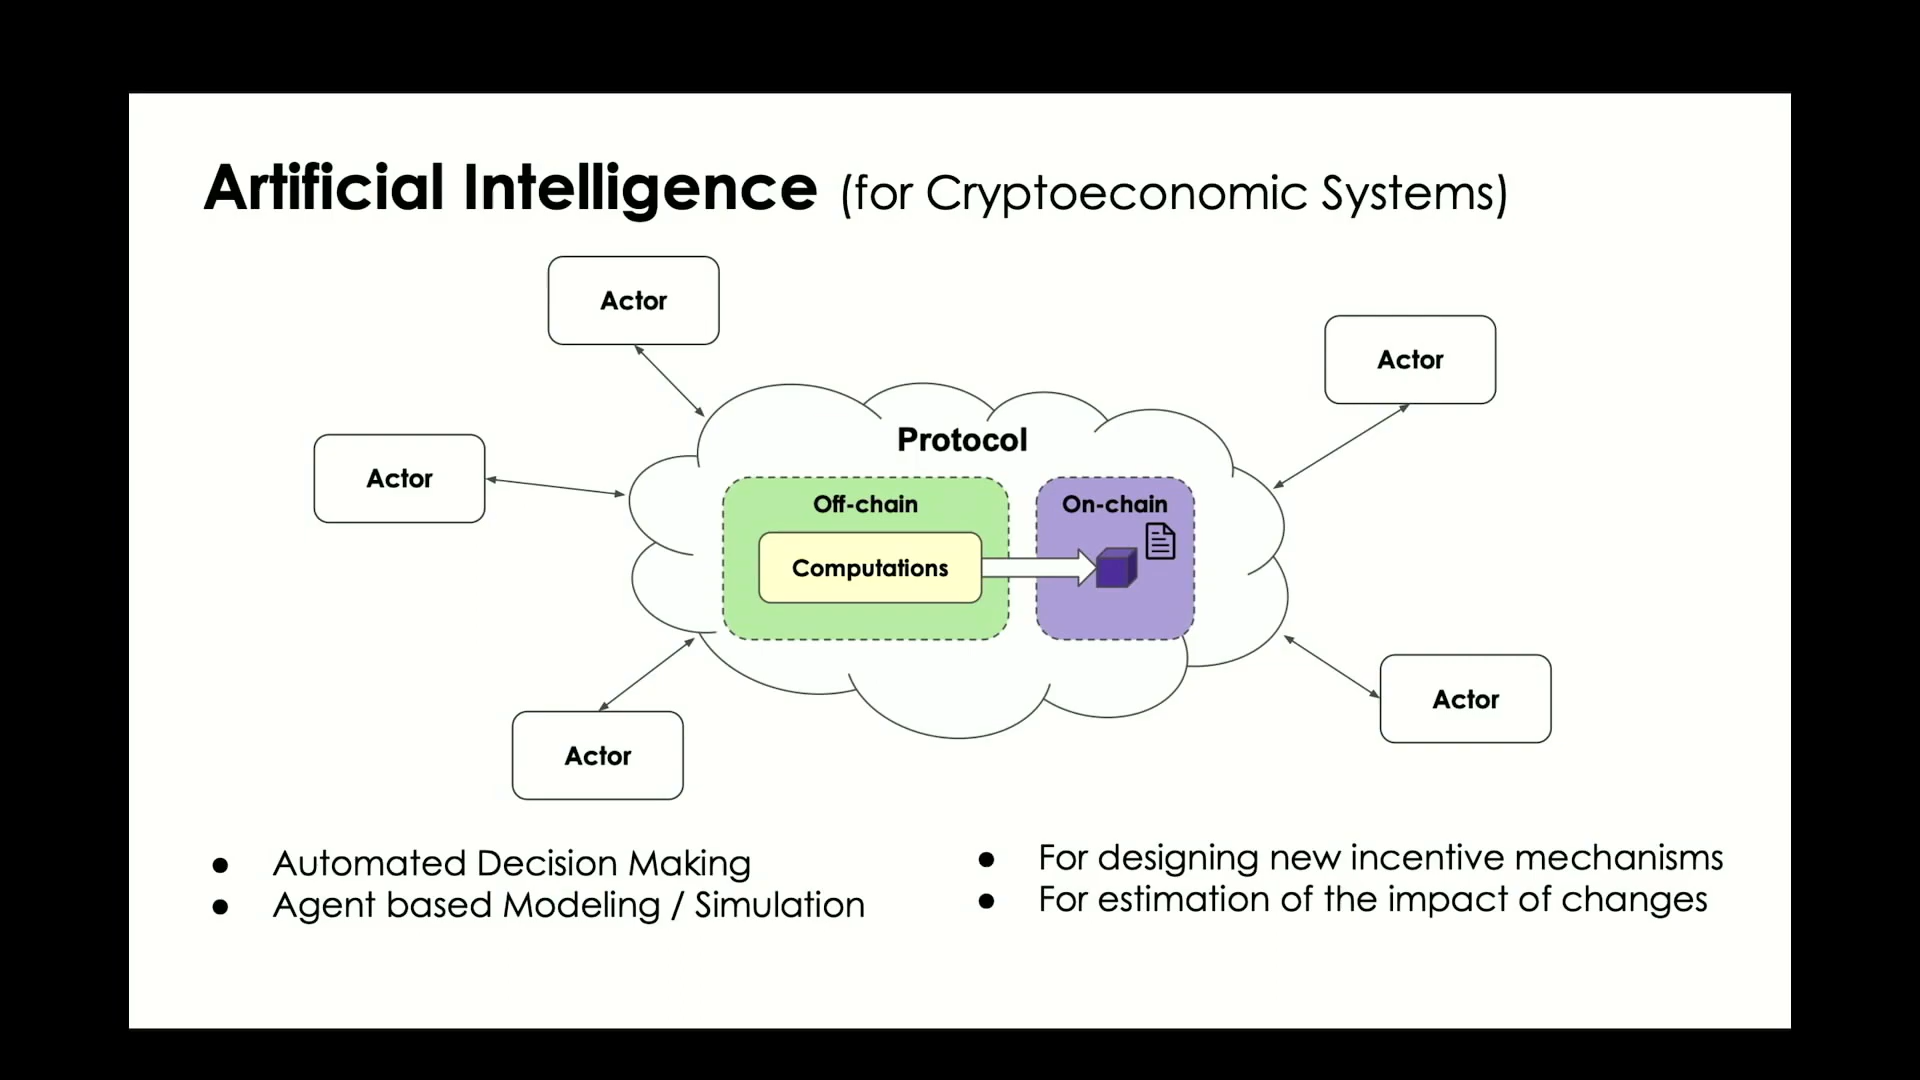 Artificial Intelligence (for Cryptoeconomic Systems)
Actor
Actor
Actor
Protocol
Actor
Off-chain
On-chain
Computations
Actor
● Automated Decision Making
● Agent based Modeling / Simulation
● For designing new incentive mechanisms
● For estimation of the impact of changes